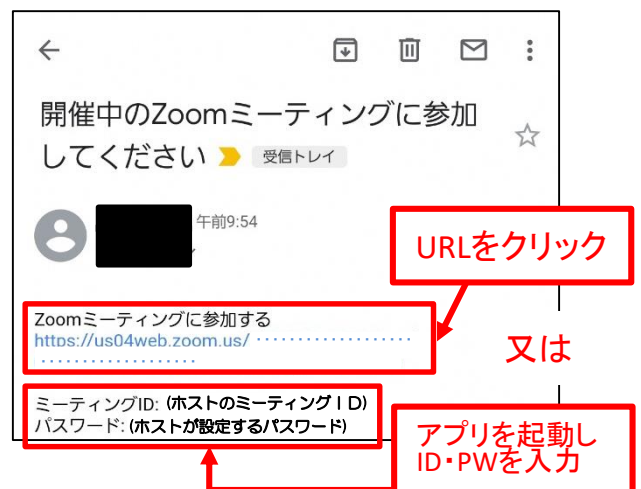 開催中のZoomミーティングに参加
してください
受信トレイ
午前9:54
URLをクリック
Zoomミーティングに参加する
https://us04web.zoom.us/ ‥‥‥‥‥‥‥‥‥
‥‥‥‥‥‥‥‥‥
又は
ミーティングID: (ホストのミーティングID)
パスワード: (ホストが設定するパスワード)
アプリを起動し
ID・PWを入力